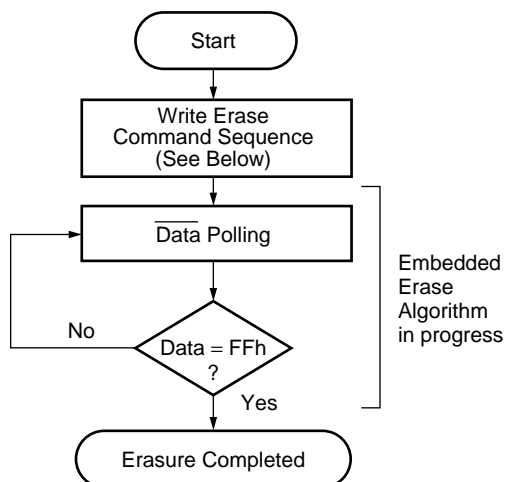 Start
Write Erase
Command Sequence
(See Below)
Data Polling
Embedded
Erase
Algorithm
in progress
No
Data = FFh
?
Yes
Erasure Completed